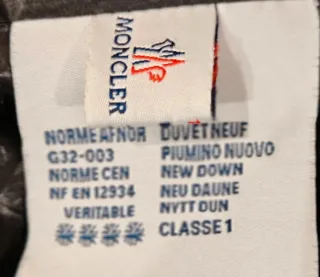 MONCLER
NORME AFNOR
G32-003
NORME CEN
NF EN 12934
VERITABLE
DUVET NEUF
PIUMINO NUOVO
NEW DOWN
NEU DAUNE
NYTT DUN
CLASSE 1